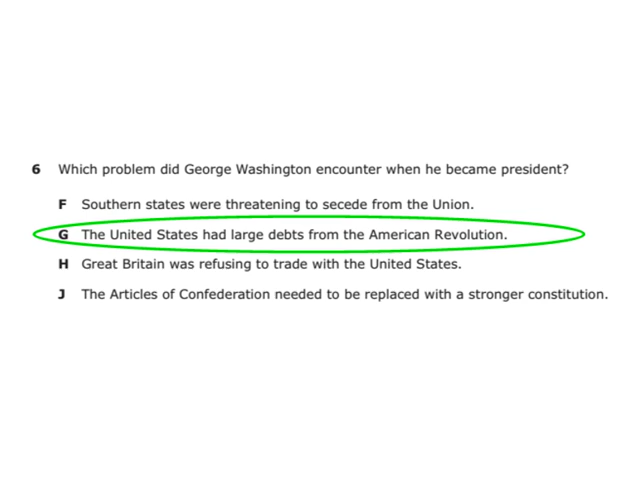 6 Which problem did George Washington encounter when he became president?
F Southern states were threatening to secede from the Union.
G The United States had large debts from the American Revolution.
H Great Britain was refusing to trade with the United States.
J The Articles of Confederation needed to be replaced with a stronger constitution.